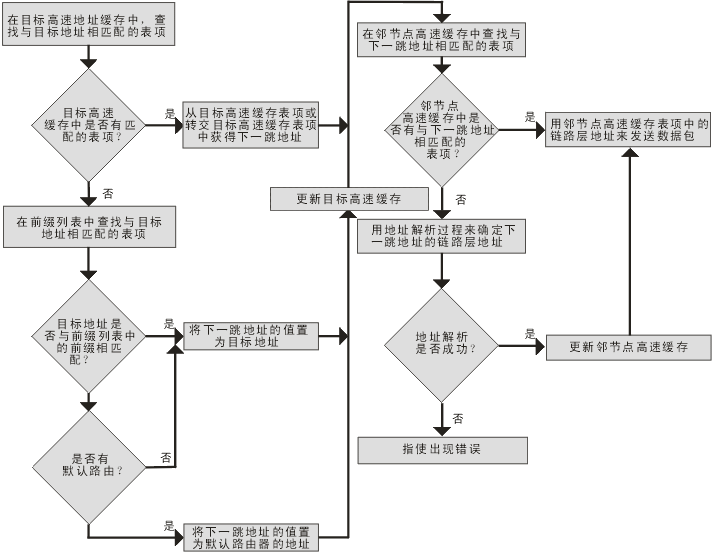 在目标高速地址缓存中，查
找与目标地址相匹配的表项
目标高速
缓存中是否有匹
配的表项？
是
从目标高速缓存表项或
转交目标高速缓存表项
中获得下一跳地址
否
在前缀列表中查找与目标
地址相匹配的表项
目标地址是
否与前缀列表中
的前缀相匹
配？
是
将下一跳地址的值置
为目标地址
是否有
默认路由？
否
是
将下一跳地址的值置
为默认路由器的地址
更新目标高速缓存
在邻节点高速缓存中查找与
下一跳地址相匹配的表项
邻节点
高速缓存中是
否有与下一跳地址
相匹配的
表项？
是
用邻节点高速缓存表项中的
链路层地址来发送数据包
否
用地址解析过程来确定下
一跳地址的链路层地址
地址解析
是否成功？
是
更新邻节点高速缓存
否
指使出现错误